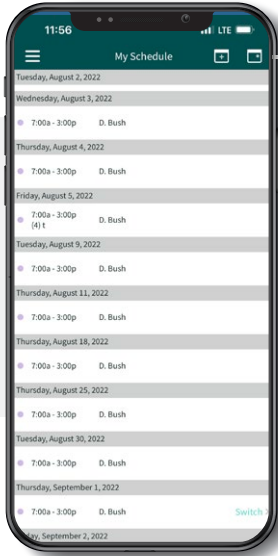 11:56 LTE
My Schedule
Tuesday, August 2, 2022
Wednesday, August 3, 2022
7:00a - 3:00p D. Bush
Thursday, August 4, 2022
7:00a - 3:00p D. Bush
Friday, August 5, 2022
7:00a - 3:00p D. Bush
(4) t
Tuesday, August 9, 2022
7:00a - 3:00p D. Bush
Thursday, August 11, 2022
7:00a - 3:00p D. Bush
Thursday, August 18, 2022
7:00a - 3:00p D. Bush
Thursday, August 25, 2022
7:00a - 3:00p D. Bush
Tuesday, August 30, 2022
7:00a - 3:00p D. Bush
Thursday, September 1, 2022
7:00a - 3:00p D. Bush Switch
September 2, 2022